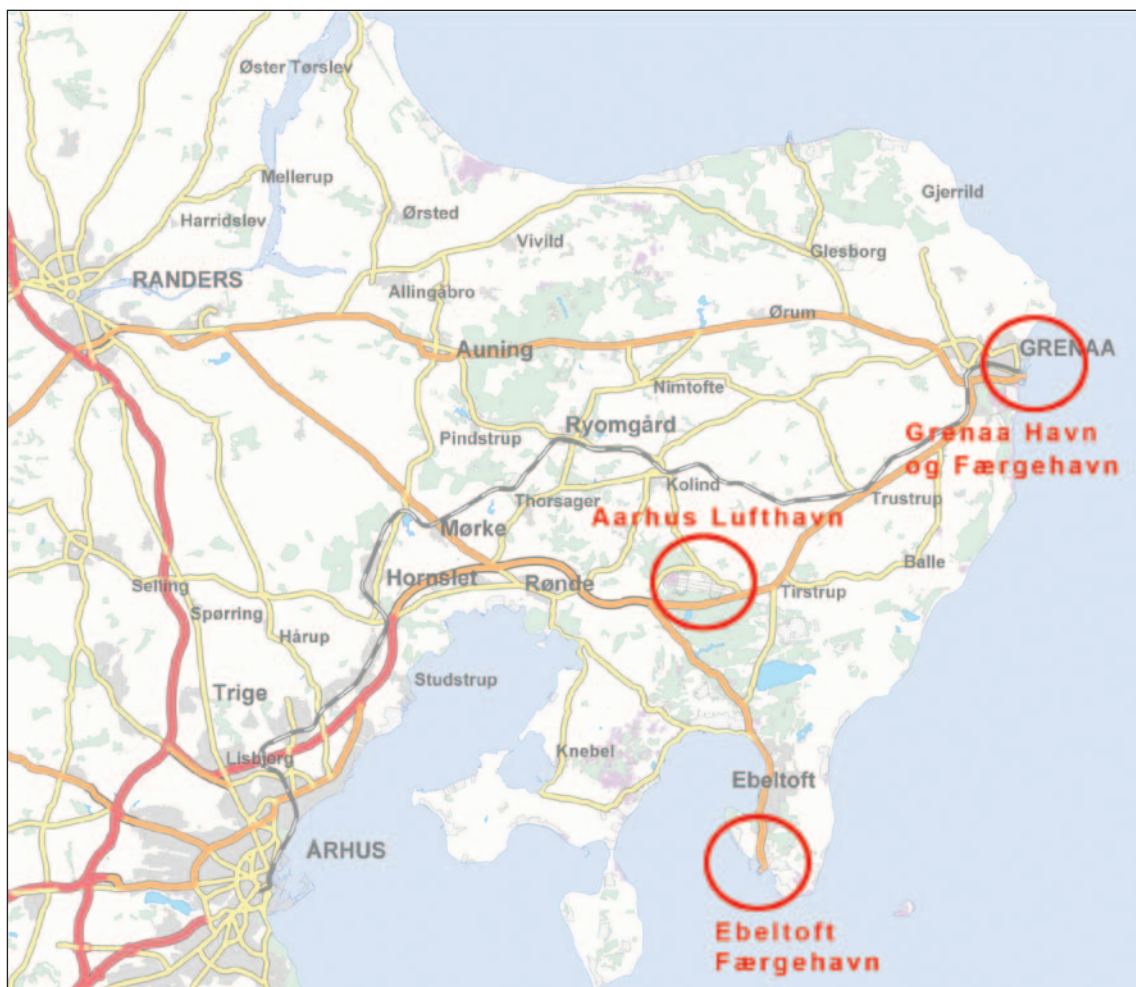 Øster Tørslev
Mellerup
Gjerrild
Ørsted
Harridslev
Vivild
Glesborg
RANDERS
Allingåbro
Ørum
Auning
GRENAA
Nimtofte
Ryomgård
Pindstrup
Grenaa Havn
og Færgehavn
Kolind
Trustrup
Thorsager
Aarhus Lufthavn
Mørke
Balle
Hornslet
Rønde
Selling
Tirstrup
Spørring
Hårup
Studstrup
Trige
Knebel
Lisbjerg
Ebeltoft
ÅRHUS
Ebeltoft
Færgehavn